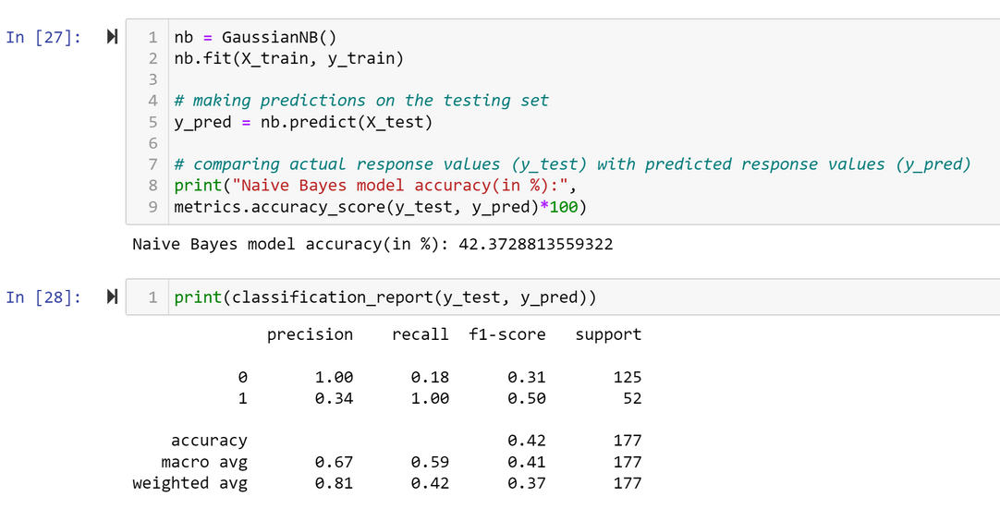 In [27]:
1 nb = GaussianNB()
2 nb.fit(X_train, y_train)
3
4 # making predictions on the testing set
5 y_pred = nb.predict(X_test)
6
7 # comparing actual response values (y_test) with predicted response values (y_pred)
8 print("Naive Bayes model accuracy(in %):",
9 metrics.accuracy_score(y_test, y_pred)*100)
Naive Bayes model accuracy(in %): 42.3728813559322
In [28]:
1 print(classification_report(y_test, y_pred))
precision recall f1-score support
0 1.00 0.18 0.31 125
1 0.34 1.00 0.50 52
accuracy 0.42 177
macro avg 0.67 0.59 0.41 177
weighted avg 0.81 0.42 0.37 177